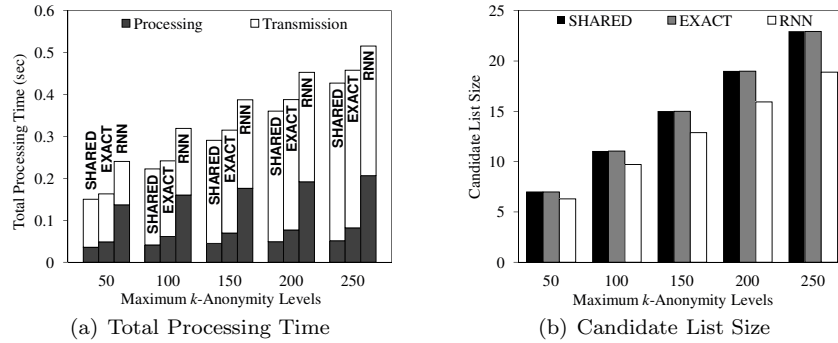 0.6
Processing Transmission
0.5
0.4
0.3
0.2
0.1
0
Total Processing Time (sec)
SHARED EXACT RNN
SHARED EXACT RNN
SHARED EXACT RNN
SHARED EXACT RNN
SHARED EXACT RNN
50 100 150 200 250
Maximum k-Anonymity Levels
(a) Total Processing Time
25
SHARED EXACT RNN
20
15
10
5
0
Candidate List Size
50 100 150 200 250
Maximum k-Anonymity Levels
(b) Candidate List Size